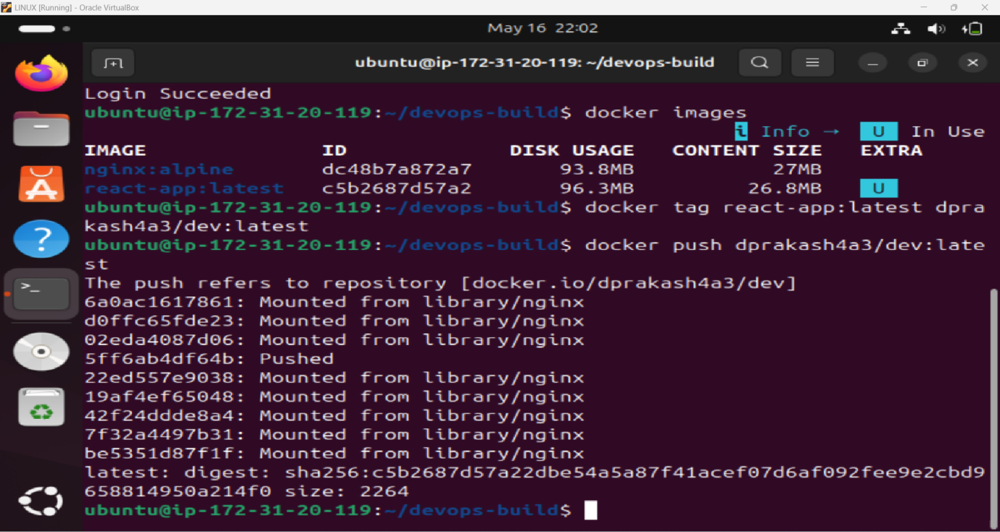 LINUX [Running] - Oracle VirtualBox
May 16 22:02
ubuntu@ip-172-31-20-119: ~/devops-build
Login Succeeded
ubuntu@ip-172-31-20-119:~/devops-build$ docker images
i Info → U In Use
IMAGE ID DISK USAGE CONTENT SIZE EXTRA
nginx:alpine dc48b7a872a7 93.8MB 27MB
react-app:latest c5b2687d57a2 96.3MB 26.8MB U
ubuntu@ip-172-31-20-119:~/devops-build$ docker tag react-app:latest dpra
kash4a3/dev:latest
ubuntu@ip-172-31-20-119:~/devops-build$ docker push dprakash4a3/dev:late
st
The push refers to repository [docker.io/dprakash4a3/dev]
6a0ac1617861: Mounted from library/nginx
d0ffc65fde23: Mounted from library/nginx
02eda4087d06: Mounted from library/nginx
5ff6ab4df64b: Pushed
22ed557e9038: Mounted from library/nginx
19af4ef65048: Mounted from library/nginx
42f24ddde8a4: Mounted from library/nginx
7f32a4497b31: Mounted from library/nginx
be5351d87f1f: Mounted from library/nginx
latest: digest: sha256:c5b2687d57a22dbe54a5a87f41acef07d6af092fee9e2cbd9
658814950a214f0 size: 2264
ubuntu@ip-172-31-20-119:~/devops-build$